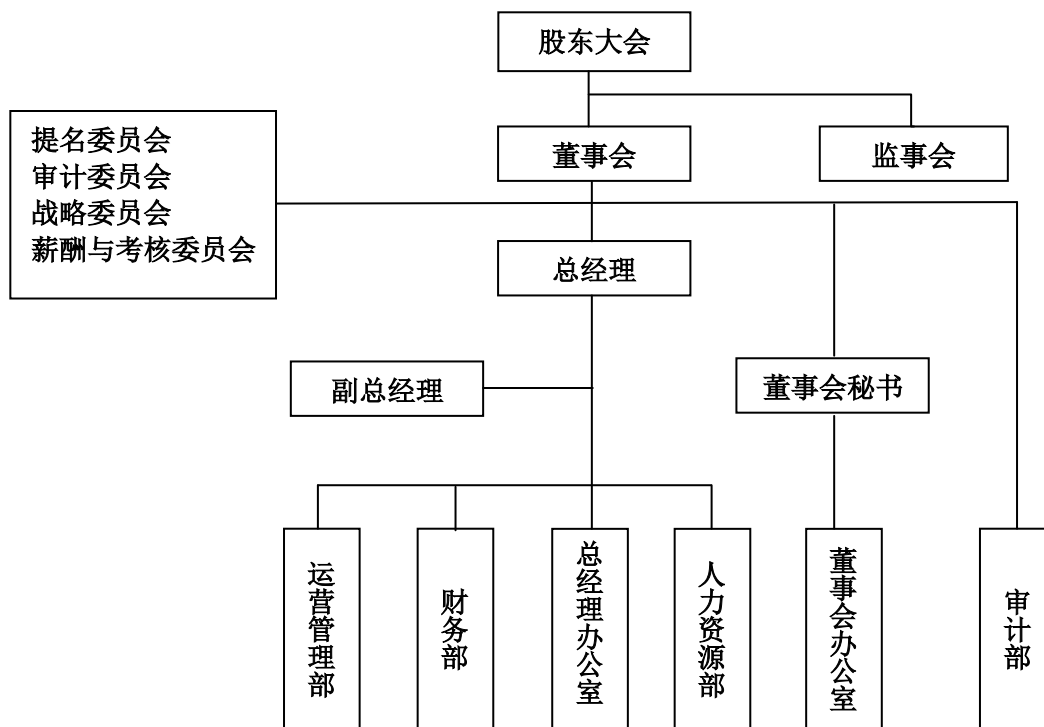 股东大会
提名委员会
审计委员会
战略委员会
薪酬与考核委员会
董事会
监事会
总经理
副总经理
董事会秘书
运营管理部
财务部
总经理办公室
人力资源部
董事会办公室
审计部